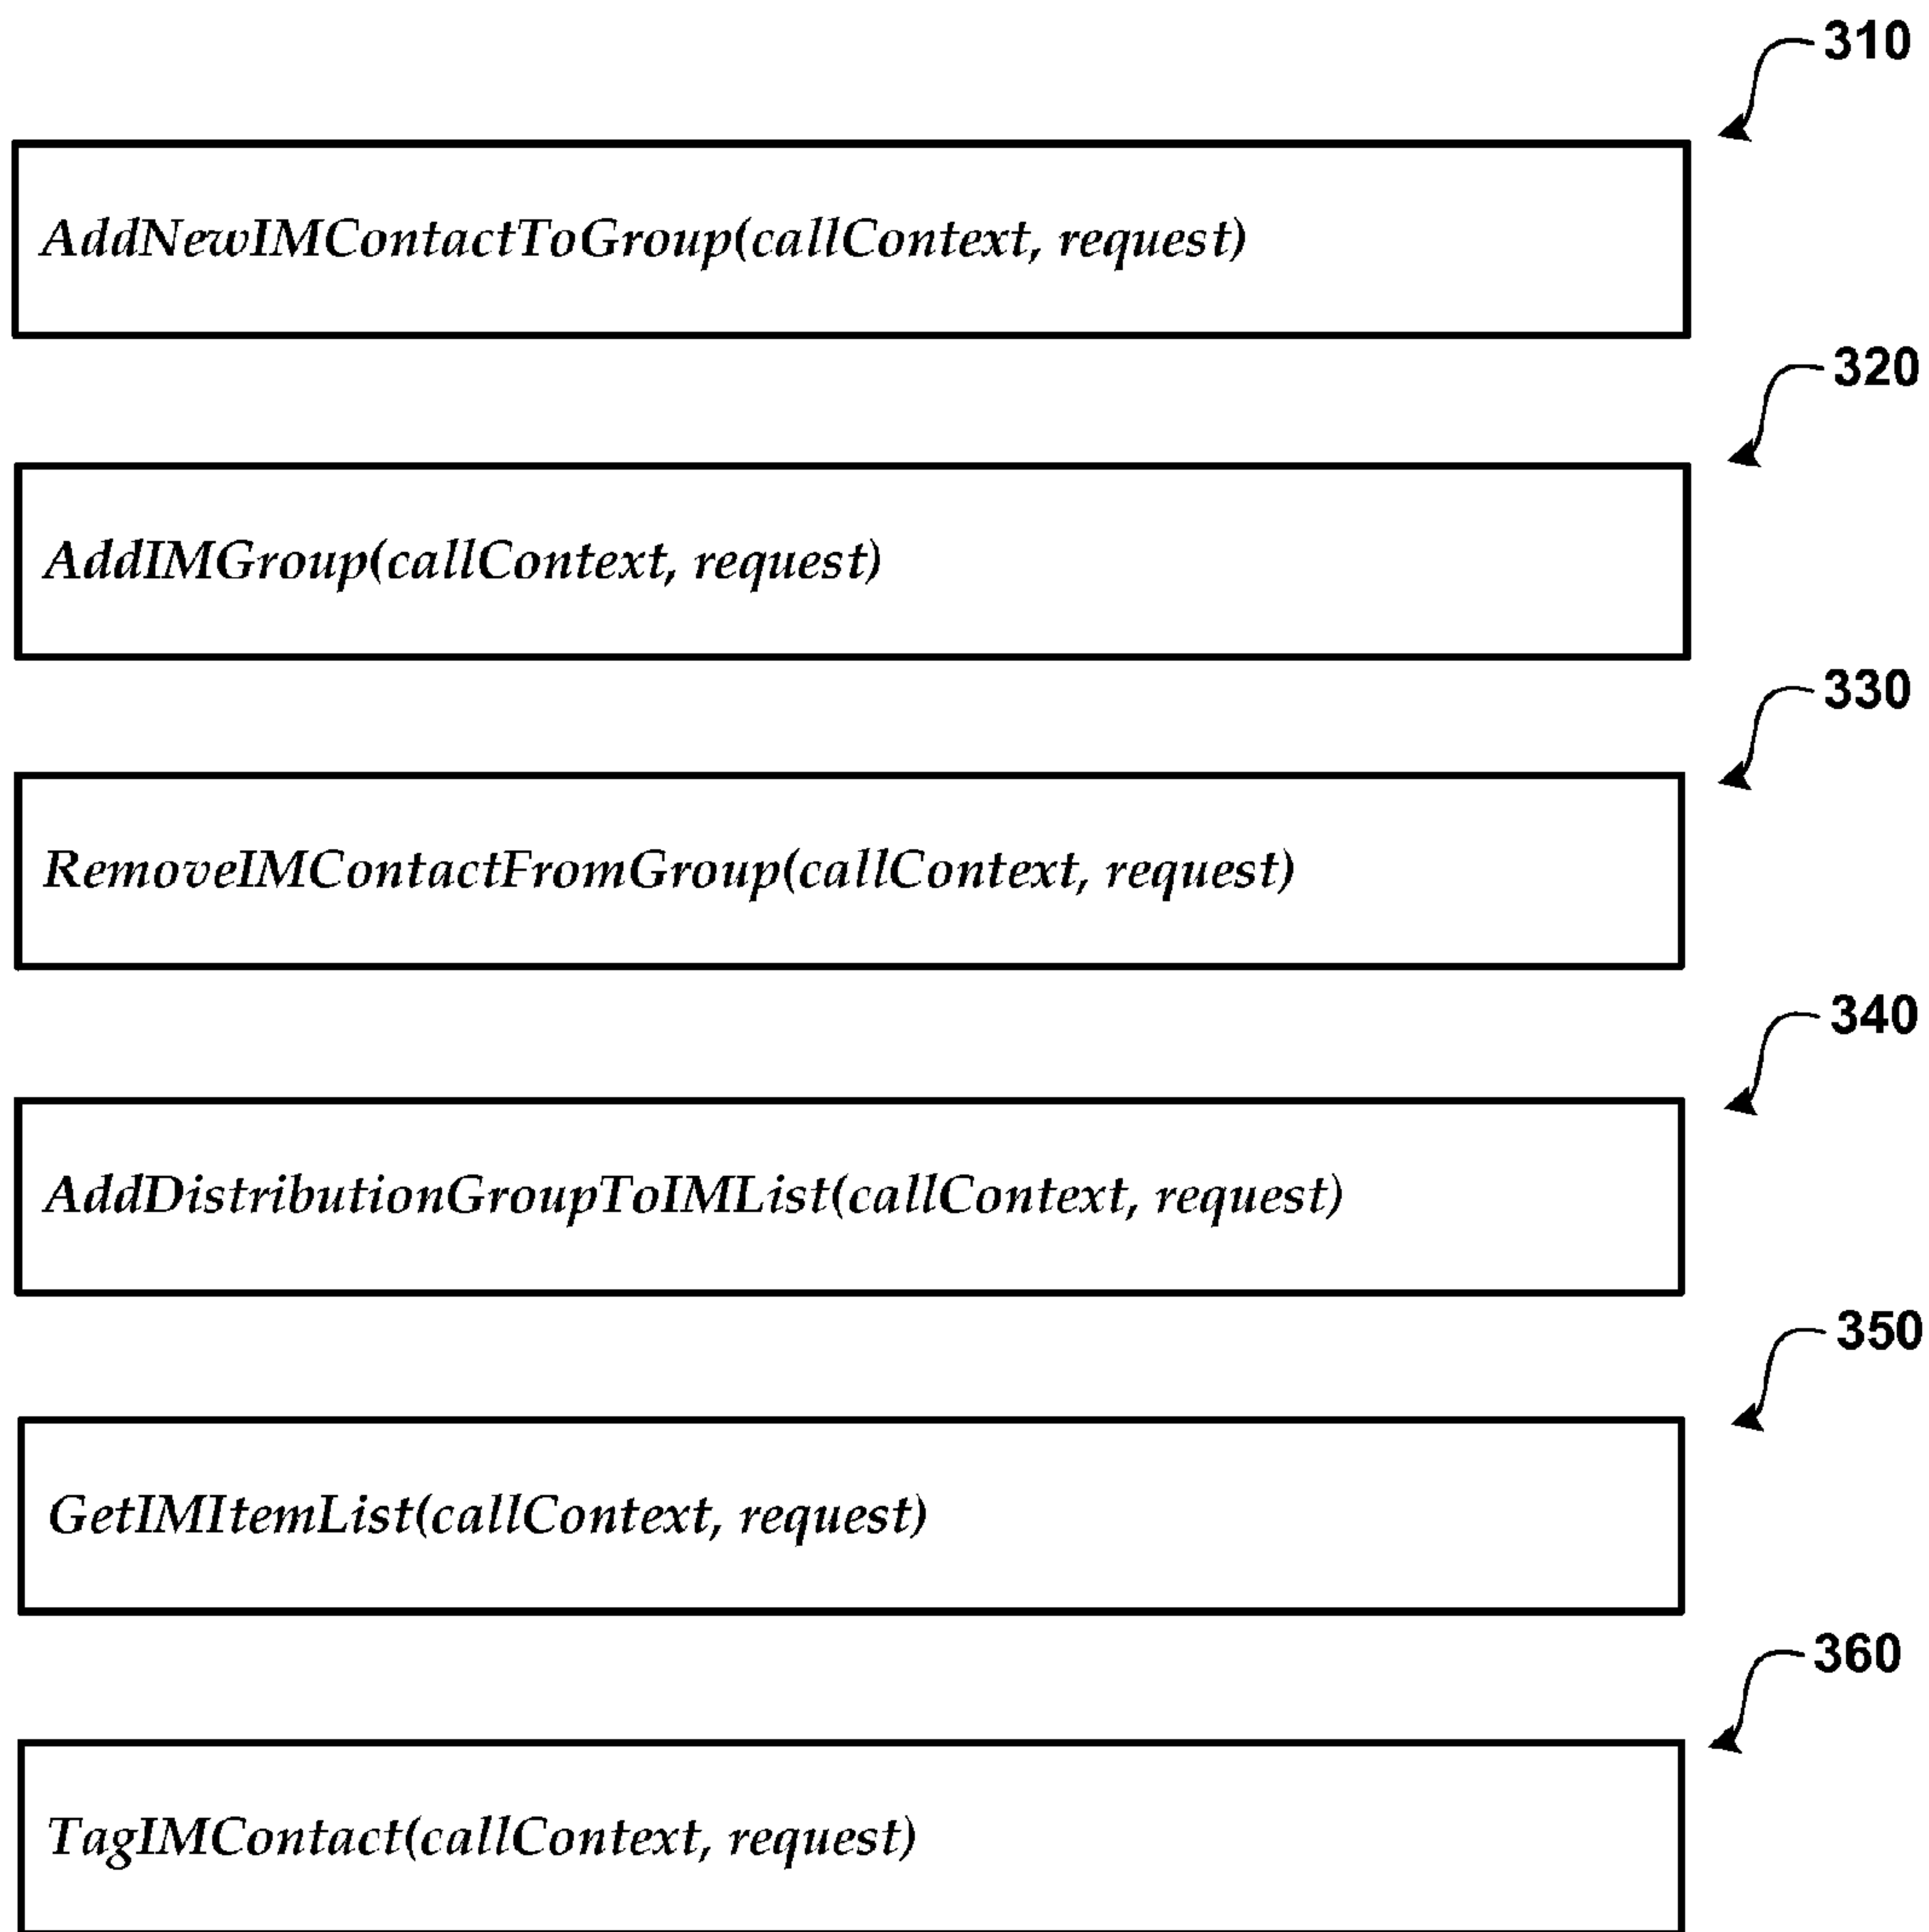 310
AddNewIMContactToGroup(callContext, request)
320
AddIMGroup(callContext, request)
330
RemoveIMContactFromGroup(callContext, request)
340
AddDistributionGroupToIMList(callContext, request)
350
GetIMItemList(callContext, request)
360
TagIMContact(callContext, request)